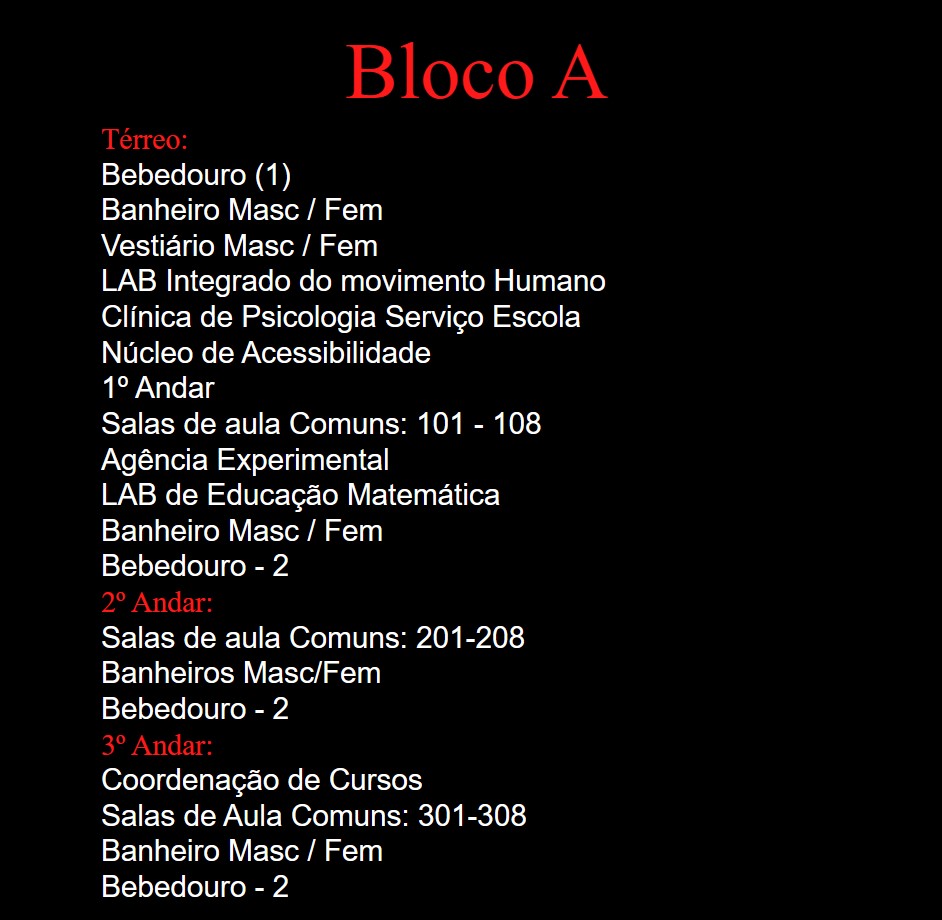 Bloco A
Térreo:
Bebedouro (1)
Banheiro Masc / Fem
Vestiário Masc / Fem
LAB Integrado do movimento Humano
Clínica de Psicologia Serviço Escola
Núcleo de Acessibilidade
1º Andar
Salas de aula Comuns: 101 - 108
Agência Experimental
LAB de Educação Matemática
Banheiro Masc / Fem
Bebedouro - 2
2º Andar:
Salas de aula Comuns: 201-208
Banheiros Masc/Fem
Bebedouro - 2
3º Andar:
Coordenação de Cursos
Salas de Aula Comuns: 301-308
Banheiro Masc / Fem
Bebedouro - 2